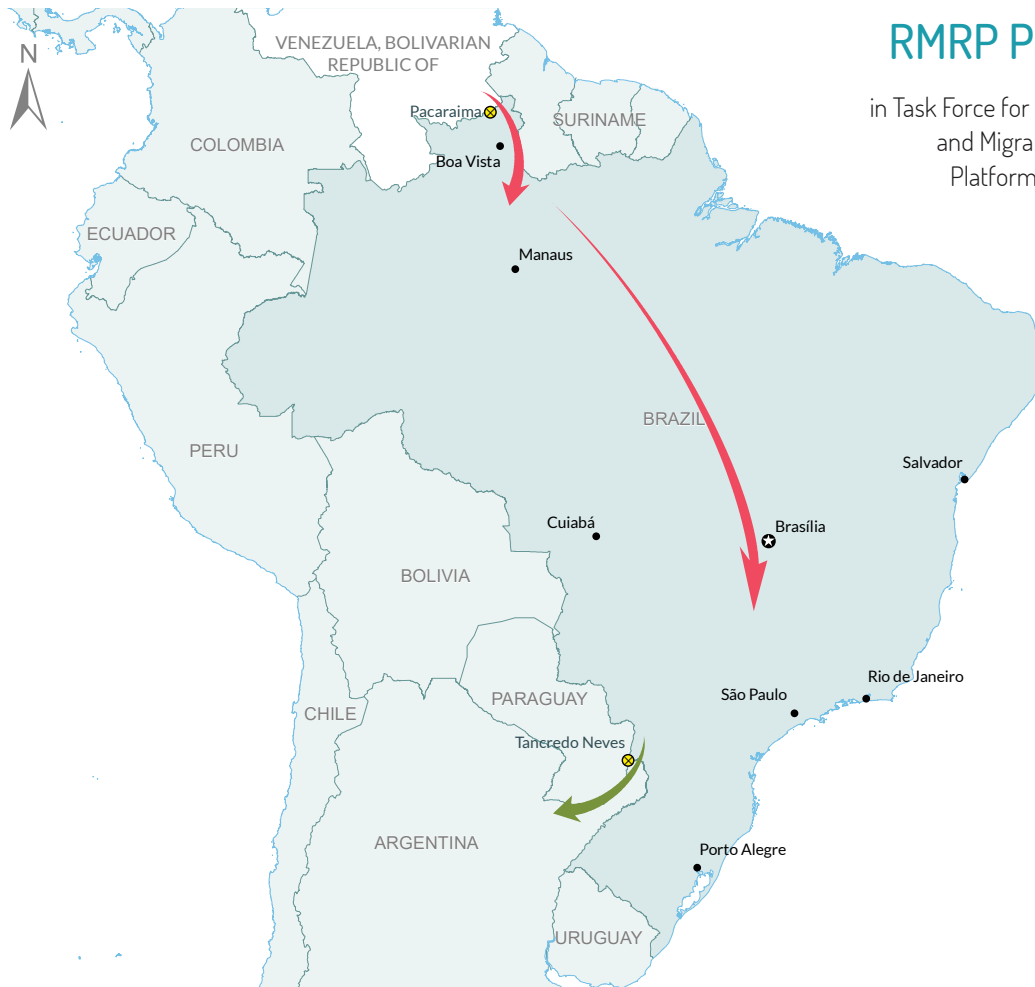 RMRP P
in Task Force for
and Migra
Platform
N
VENEZUELA, BOLIVARIAN
REPUBLIC OF
Pacaraima
SURINAME
COLOMBIA
Boa Vista
ECUADOR
Manaus
BRAZIL
PERU
Salvador
Cuiabá
Brasília
BOLIVIA
Rio de Janeiro
São Paulo
PARAGUAY
CHILE
Tancredo Neves
ARGENTINA
Porto Alegre
URUGUAY